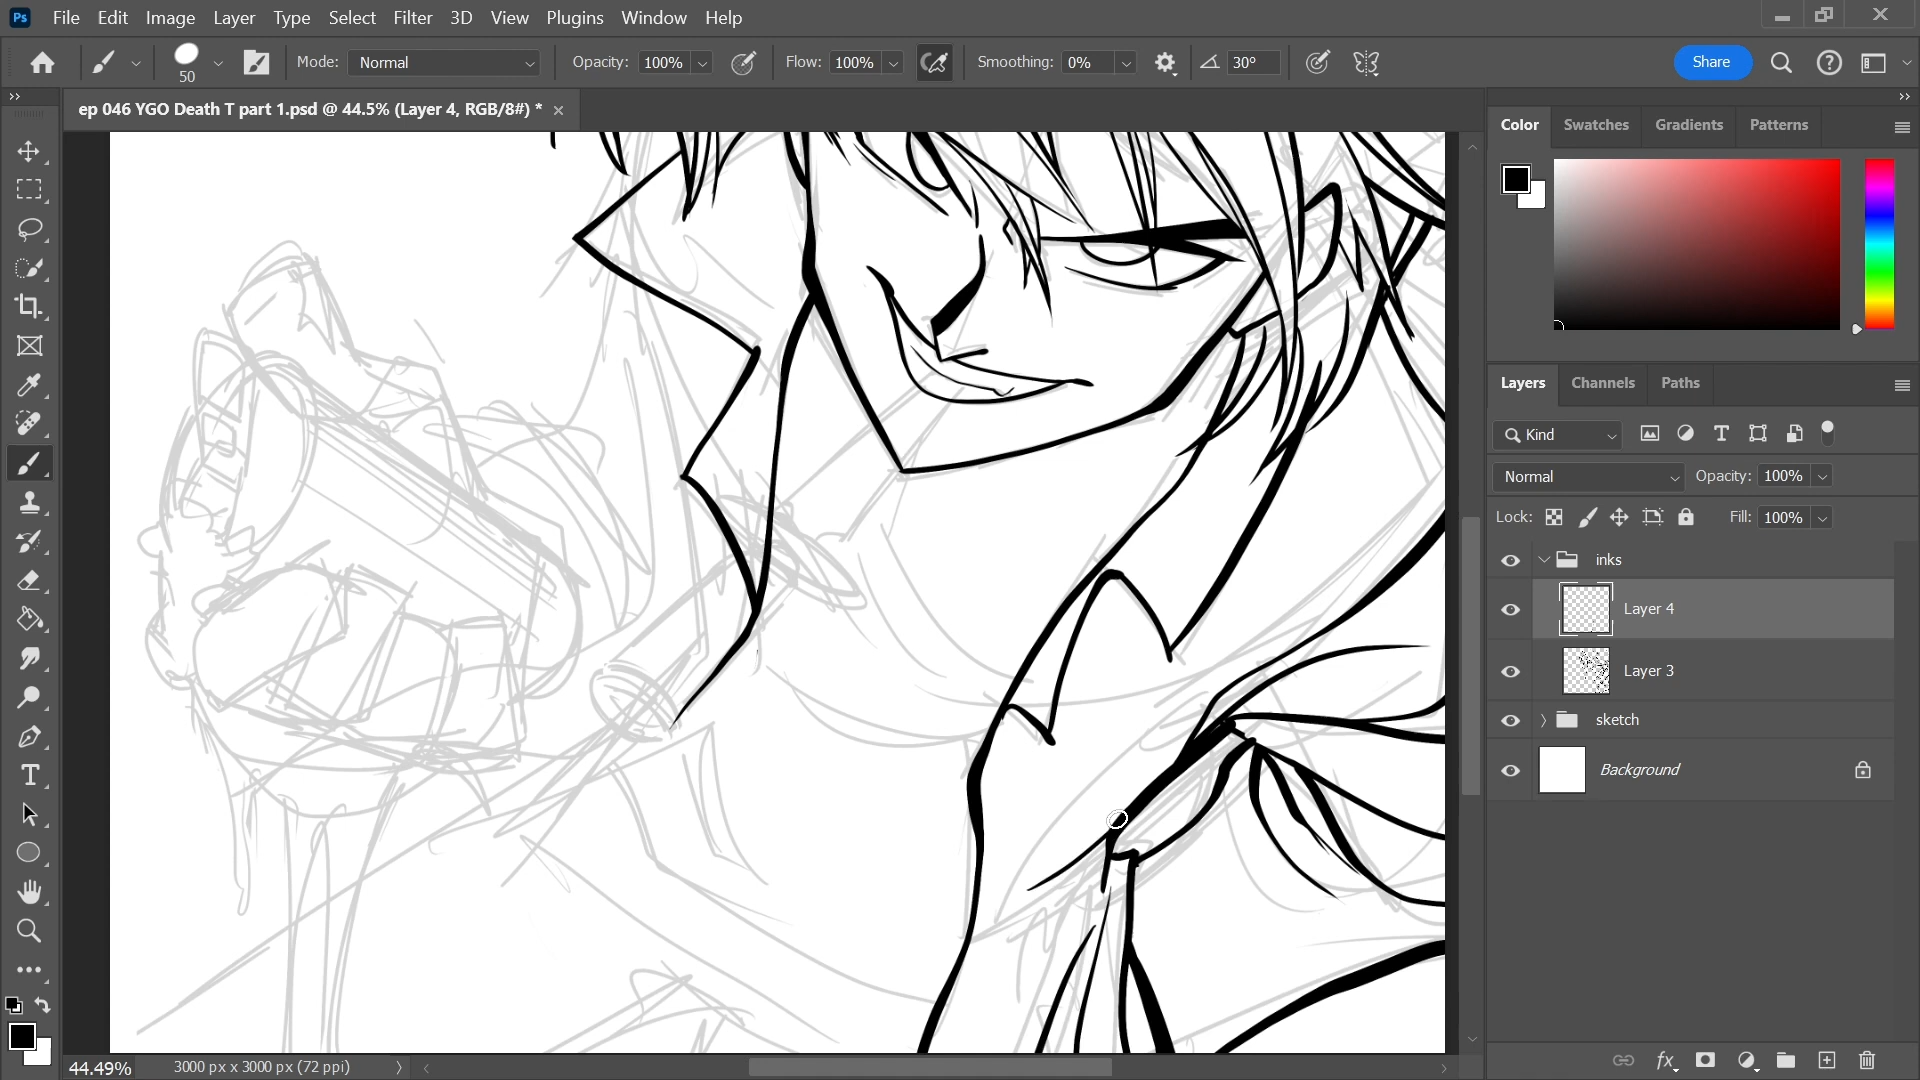 Ps File Edit Image Layer Type Select Filter 3D View Plugins Window Help
50 Mode: Normal Opacity: 100% Flow: 100% Smoothing: 0% 30° Share
ep 046 YGO Death T part 1.psd @ 44.5% (Layer 4, RGB/8#) *
Color Swatches Gradients Patterns
Layers Channels Paths
Kind
Normal Opacity: 100%
Lock: Fill: 100%
inks
Layer 4
Layer 3
sketch
Background
44.49% 3000 px x 3000 px (72 ppi)